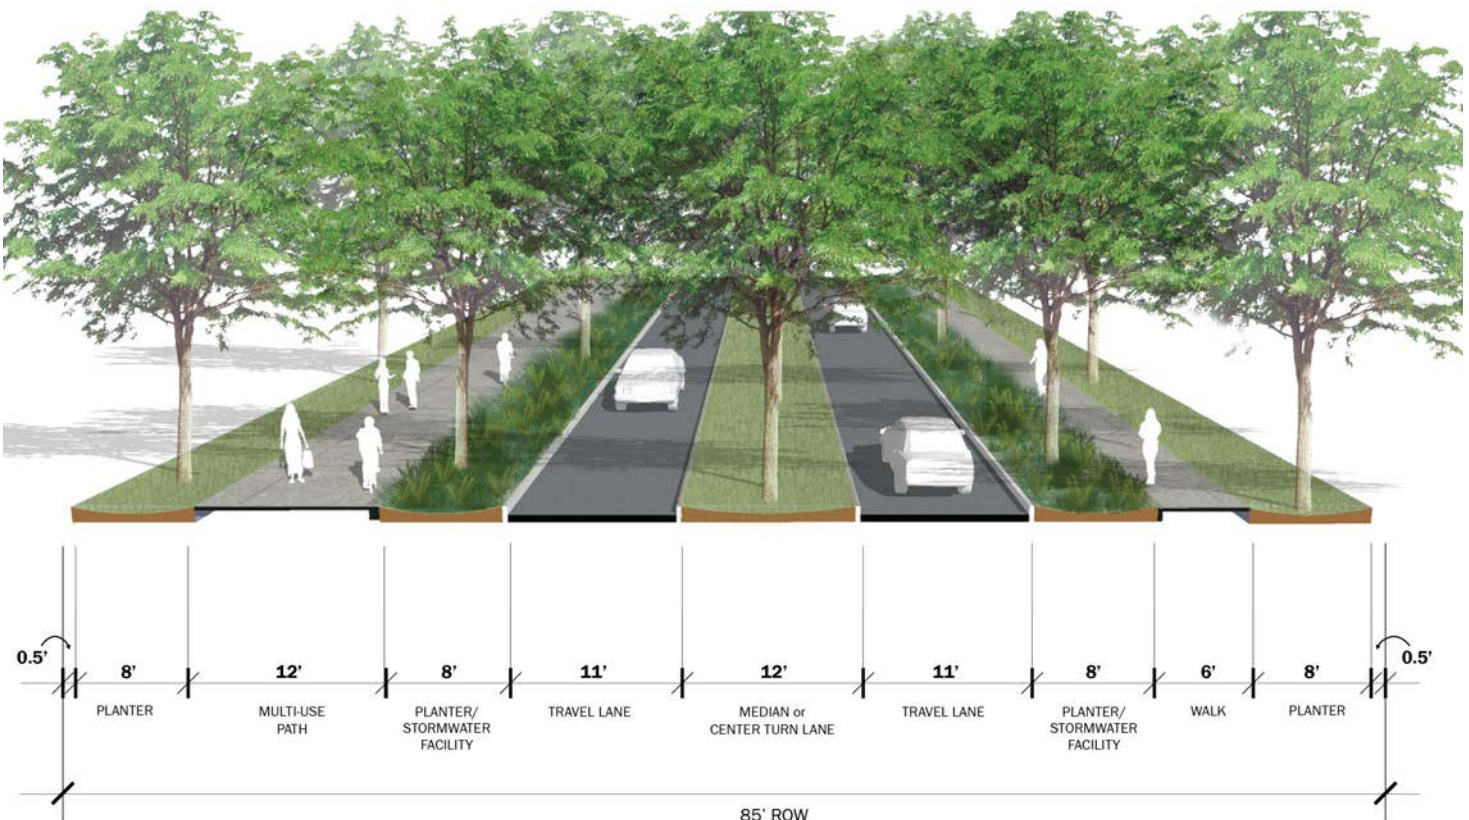 0.5’
8’
12’
8’
11’
12’
11’
8’
6’
8’
0.5’
PLANTER
MULTI-USE
PATH
PLANTER/
STORMWATER
FACILITY
TRAVEL LANE
MEDIAN or
CENTER TURN LANE
TRAVEL LANE
PLANTER/
STORMWATER
FACILITY
WALK
PLANTER
85’ ROW